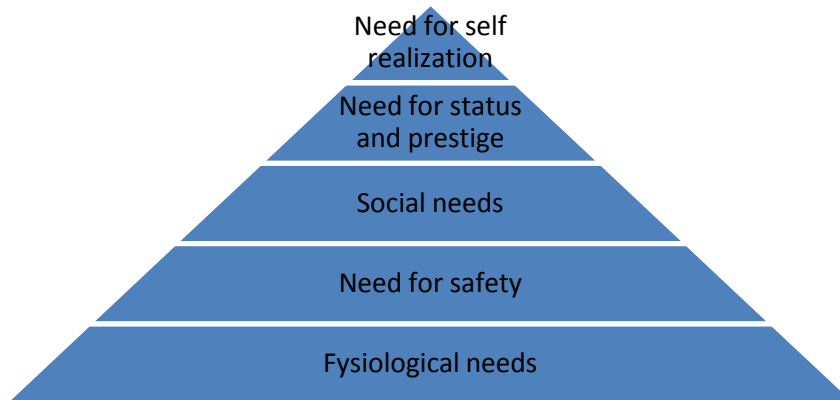 Need for self
realization
Need for status
and prestige
Social needs
Need for safety
Fysiological needs